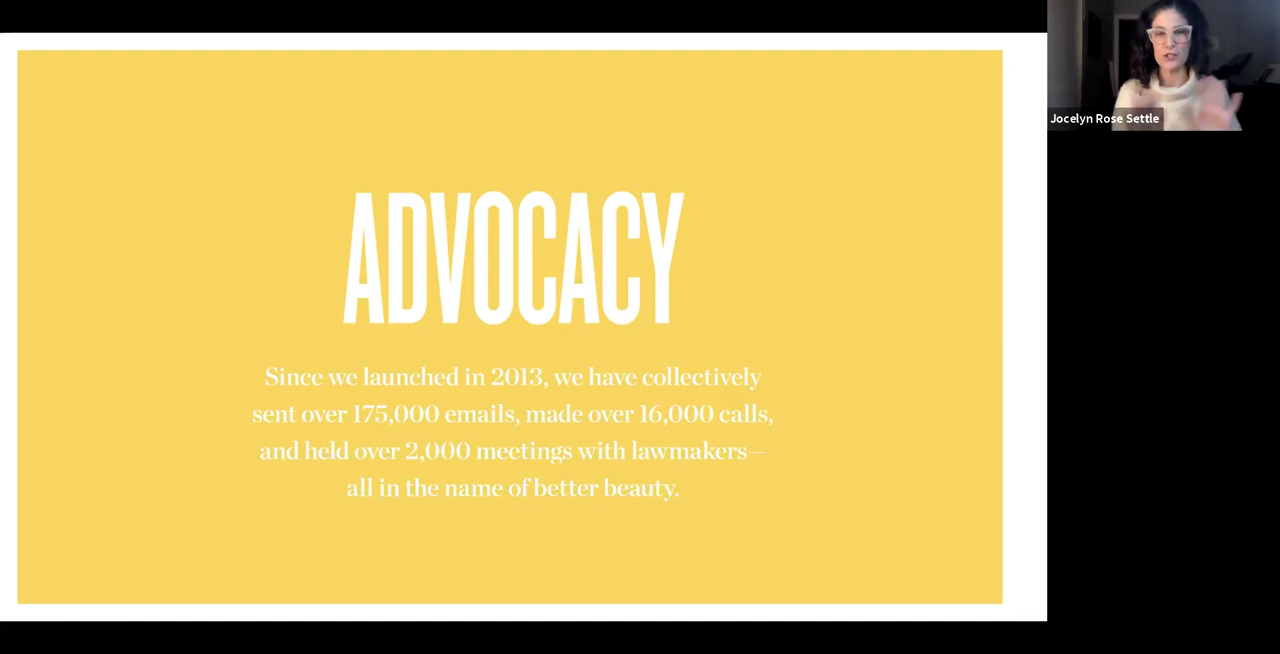 ADVOCACY
Since we launched in 2013, we have collectively
sent over 175,000 emails, made over 16,000 calls,
and held over 2,000 meetings with lawmakers—
all in the name of better beauty.
Jocelyn Rose Settle